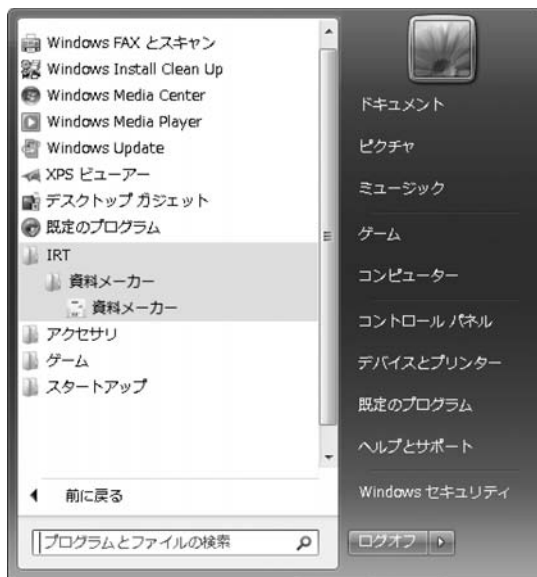 Windows FAX とスキャン
Windows Install Clean Up
Windows Media Center
Windows Media Player
Windows Update
XPS ビューアー
デスクトップ ガジェット
既定のプログラム
IRT
資料メーカー
資料メーカー
アクセサリ
ゲーム
スタートアップ
前に戻る
プログラムとファイルの検索
ドキュメント
ピクチャ
ミュージック
ゲーム
コンピューター
コントロール パネル
デバイスとプリンター
既定のプログラム
ヘルプとサポート
Windows セキュリティ
ログオフ